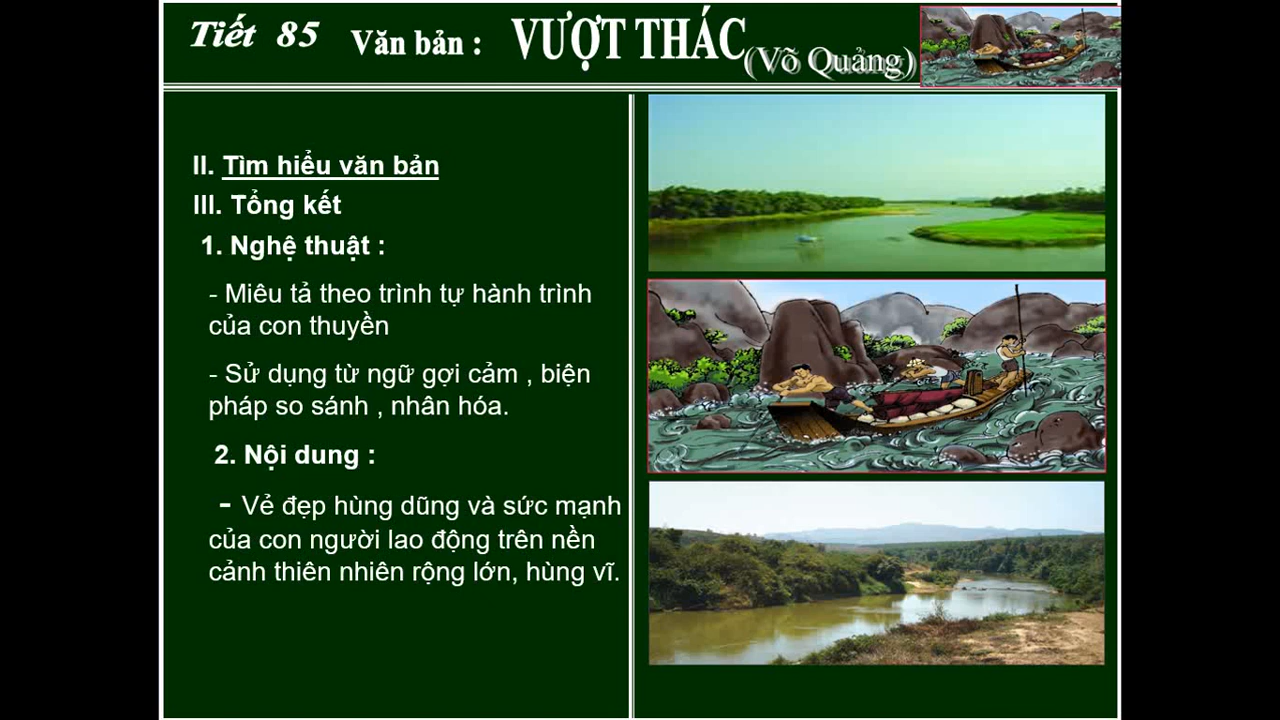 Tiết 85 Văn bản : VƯỢT THÁC (Võ Quảng)
II. Tìm hiểu văn bản
III. Tổng kết
1. Nghệ thuật :
- Miêu tả theo trình tự hành trình
của con thuyền
- Sử dụng từ ngữ gợi cảm , biện
pháp so sánh , nhân hóa.
2. Nội dung :
- Vẻ đẹp hùng dũng và sức mạnh
của con người lao động trên nền
cảnh thiên nhiên rộng lớn, hùng vĩ.